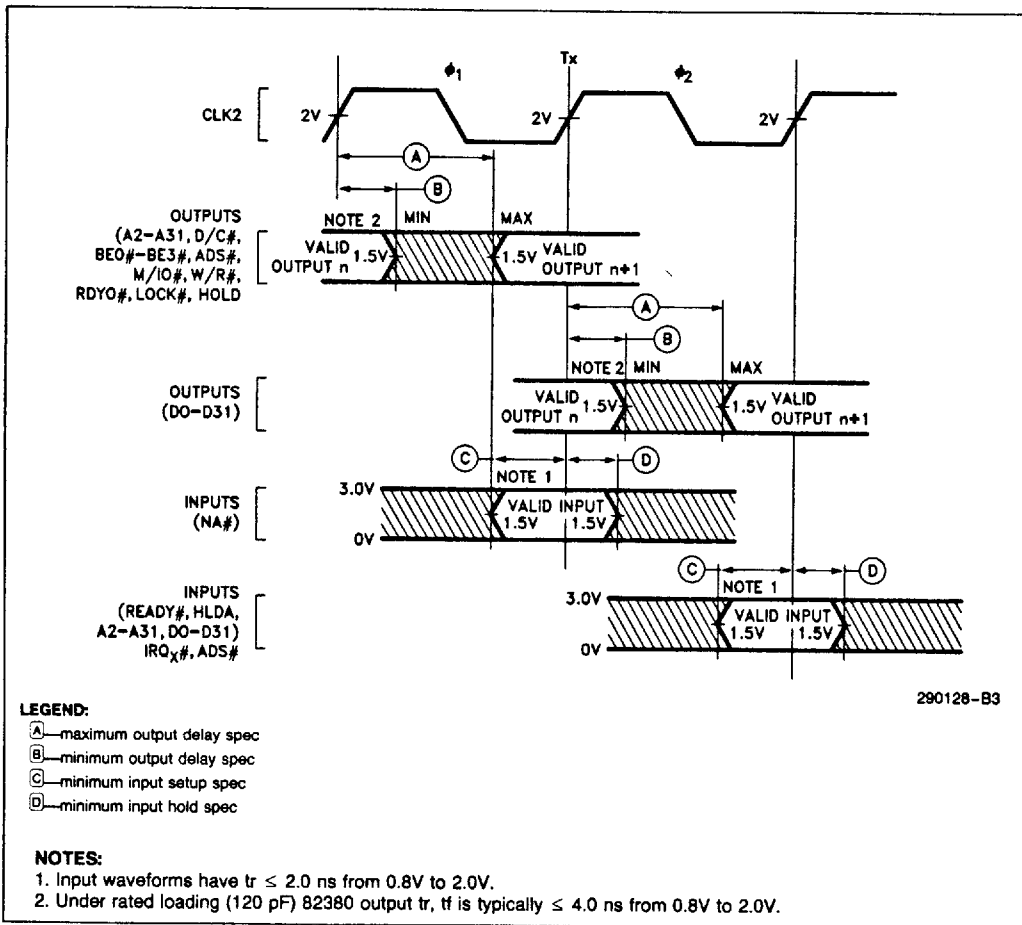 Tx
ϕ1
ϕ2
CLK2
2V
2V
2V
A
B
OUTPUTS
(A2–A31, D/C#,
BE0#–BE3#, ADS#,
M/IO#, W/R#,
RDYO#, LOCK#, HOLD
NOTE 2 MIN MAX
VALID OUTPUT n 1.5V
1.5V VALID OUTPUT n+1
A
B
OUTPUTS
(D0–D31)
NOTE 2 MIN MAX
VALID OUTPUT n 1.5V
1.5V VALID OUTPUT n+1
C
D
INPUTS
(NA#)
NOTE 1
3.0V
0V
VALID INPUT
1.5V 1.5V
C
D
INPUTS
(READY#, HLDA,
A2–A31, D0–D31)
IRQX#, ADS#
NOTE 1
3.0V
0V
VALID INPUT
1.5V 1.5V
290128–B3
LEGEND:
A—maximum output delay spec
B—minimum output delay spec
C—minimum input setup spec
D—minimum input hold spec
NOTES:
1. Input waveforms have tr ≤ 2.0 ns from 0.8V to 2.0V.
2. Under rated loading (120 pF) 82380 output tr, tf is typically ≤ 4.0 ns from 0.8V to 2.0V.